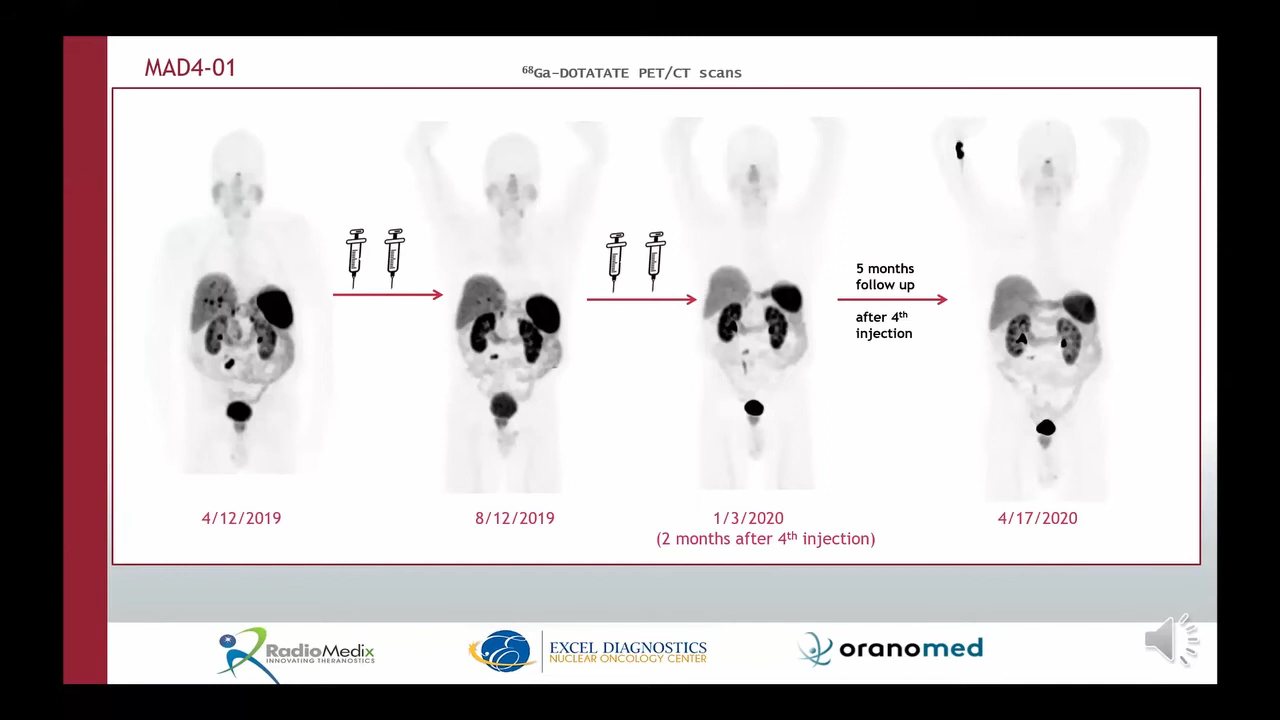 MAD4-01
⁶⁸Ga-DOTATATE PET/CT scans
5 months
follow up
after 4ᵗʰ
injection
4/12/2019
8/12/2019
1/3/2020
(2 months after 4ᵗʰ injection)
4/17/2020
RadioMedix
INNOVATING THERANOSTICS
EXCEL DIAGNOSTICS
NUCLEAR ONCOLOGY CENTER
oranomed